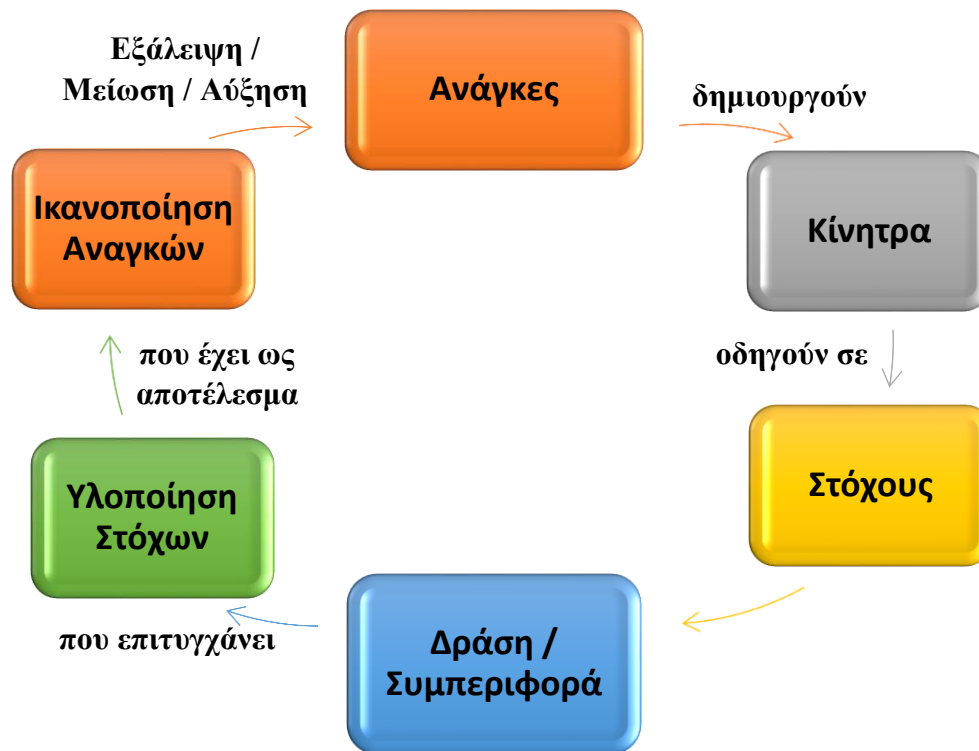 Ανάγκες
δημιουργούν
Κίνητρα
οδηγούν σε
Στόχους
Δράση /
Συμπεριφορά
που επιτυγχάνει
Υλοποίηση
Στόχων
που έχει ως
αποτέλεσμα
Ικανοποίηση
Αναγκών
Εξάλειψη /
Μείωση / Αύξηση